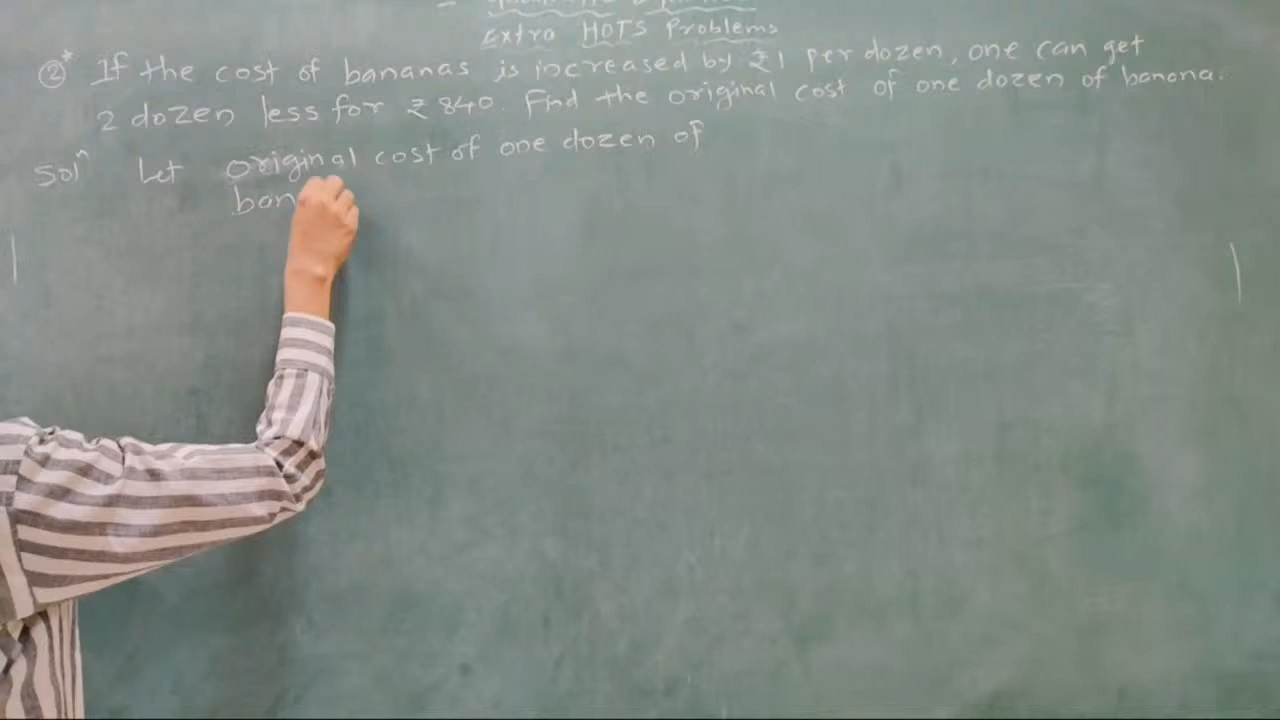 Extra HOTS Problems
②* If the cost of bananas is increased by ₹1 per dozen, one can get
2 dozen less for ₹840. Find the original cost of one dozen of banana.
Solⁿ Let original cost of one dozen of
ban